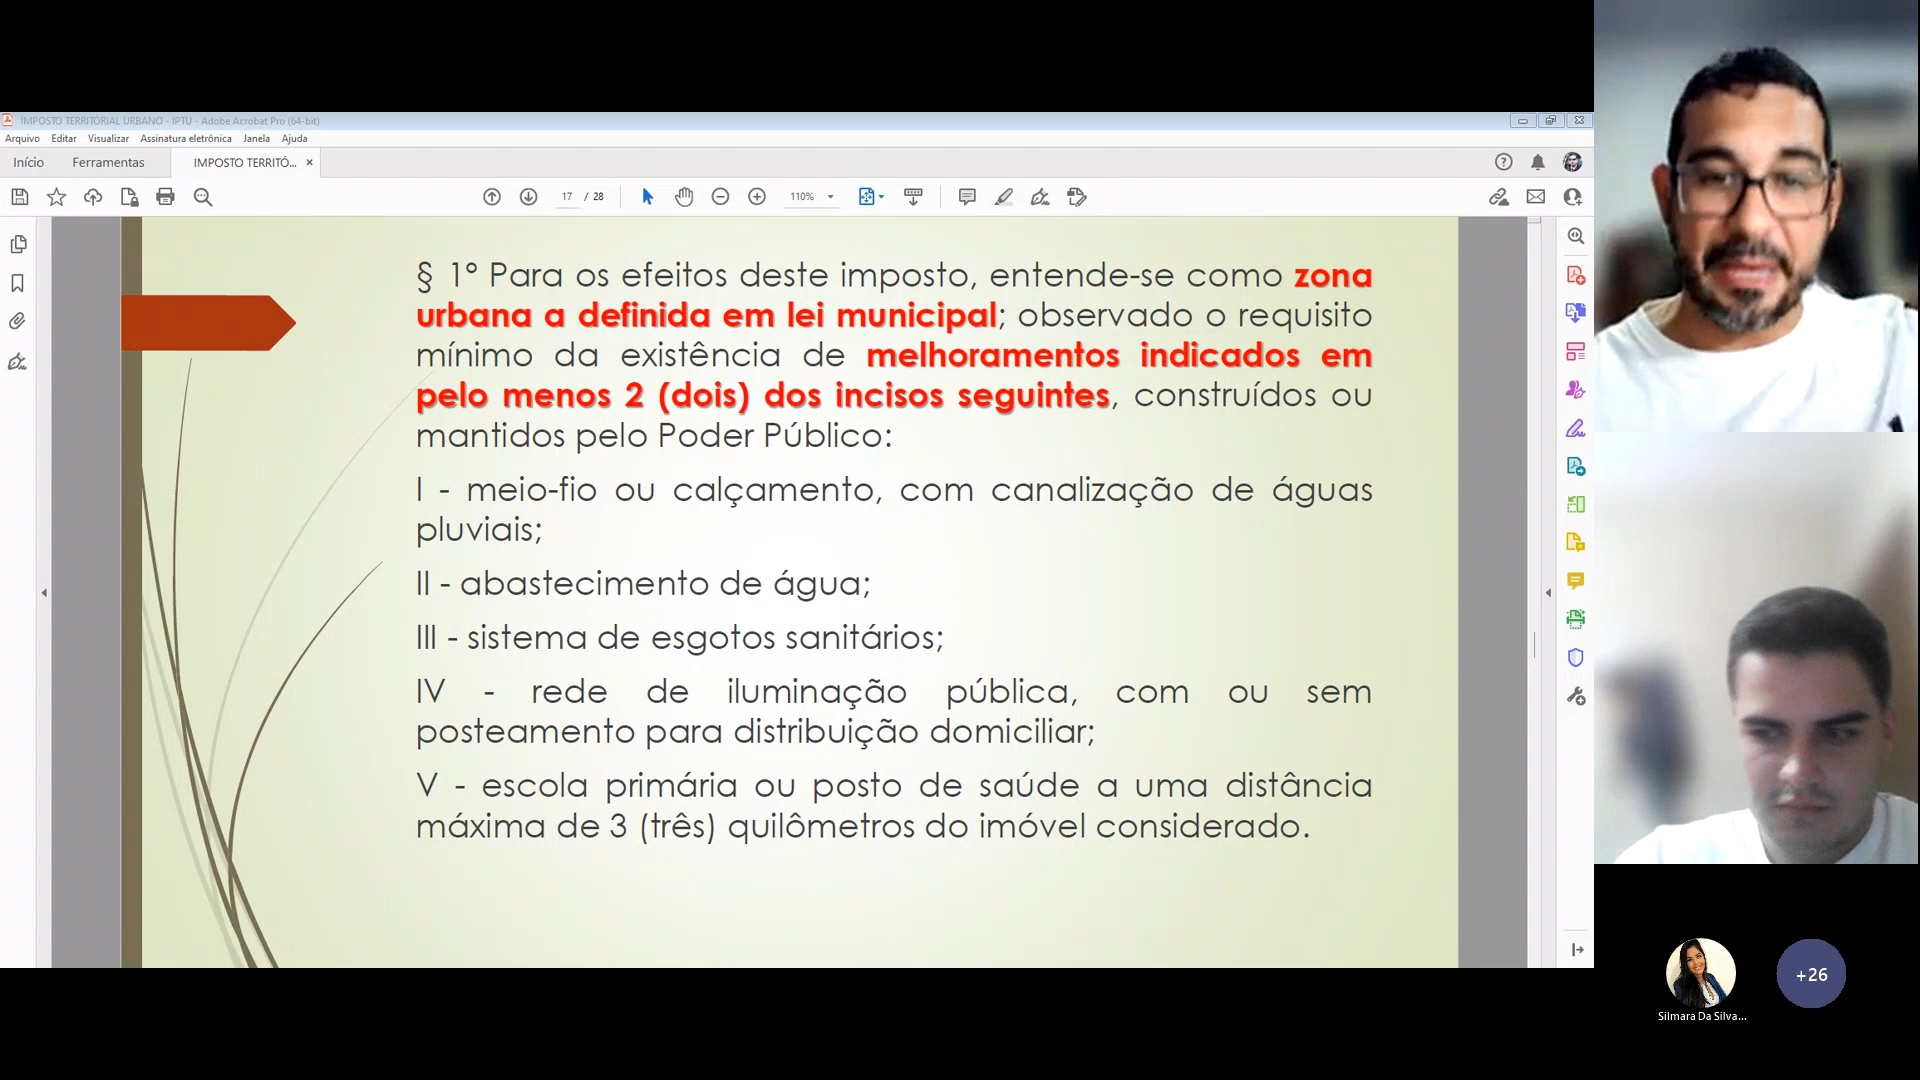 IMPOSTO TERRITÓRIAL URBANO - IPTU - Adobe Acrobat Pro (64-bit)
Arquivo Editar Visualizar Assinatura eletrônica Janela Ajuda
Início Ferramentas IMPOSTO TERRITÓ... ×
17 / 28 110%
§ 1º Para os efeitos deste imposto, entende-se como zona
urbana a definida em lei municipal; observado o requisito
mínimo da existência de melhoramentos indicados em
pelo menos 2 (dois) dos incisos seguintes, construídos ou
mantidos pelo Poder Público:
I - meio-fio ou calçamento, com canalização de águas
pluviais;
II - abastecimento de água;
III - sistema de esgotos sanitários;
IV - rede de iluminação pública, com ou sem
posteamento para distribuição domiciliar;
V - escola primária ou posto de saúde a uma distância
máxima de 3 (três) quilômetros do imóvel considerado.
+26
Silmara Da Silva...